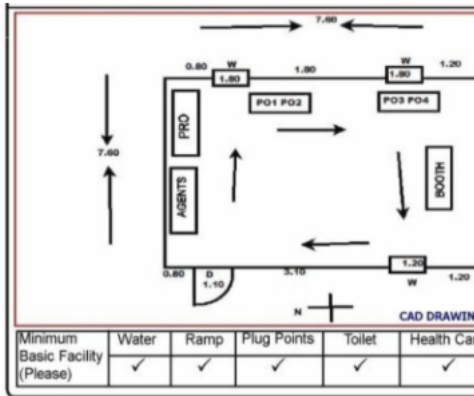 7.60
0.80 W 1.80 W 1.20
1.80 1.80
PRO PO1 PO2 PO3 PO4
7.60
AGENTS BOOTH
1.20
0.80 D 3.10 W 1.20
1.10
N
CAD DRAWIN
Minimum Basic Facility (Please) Water Ramp Plug Points Toilet Health Car
✓ ✓ ✓ ✓ ✓